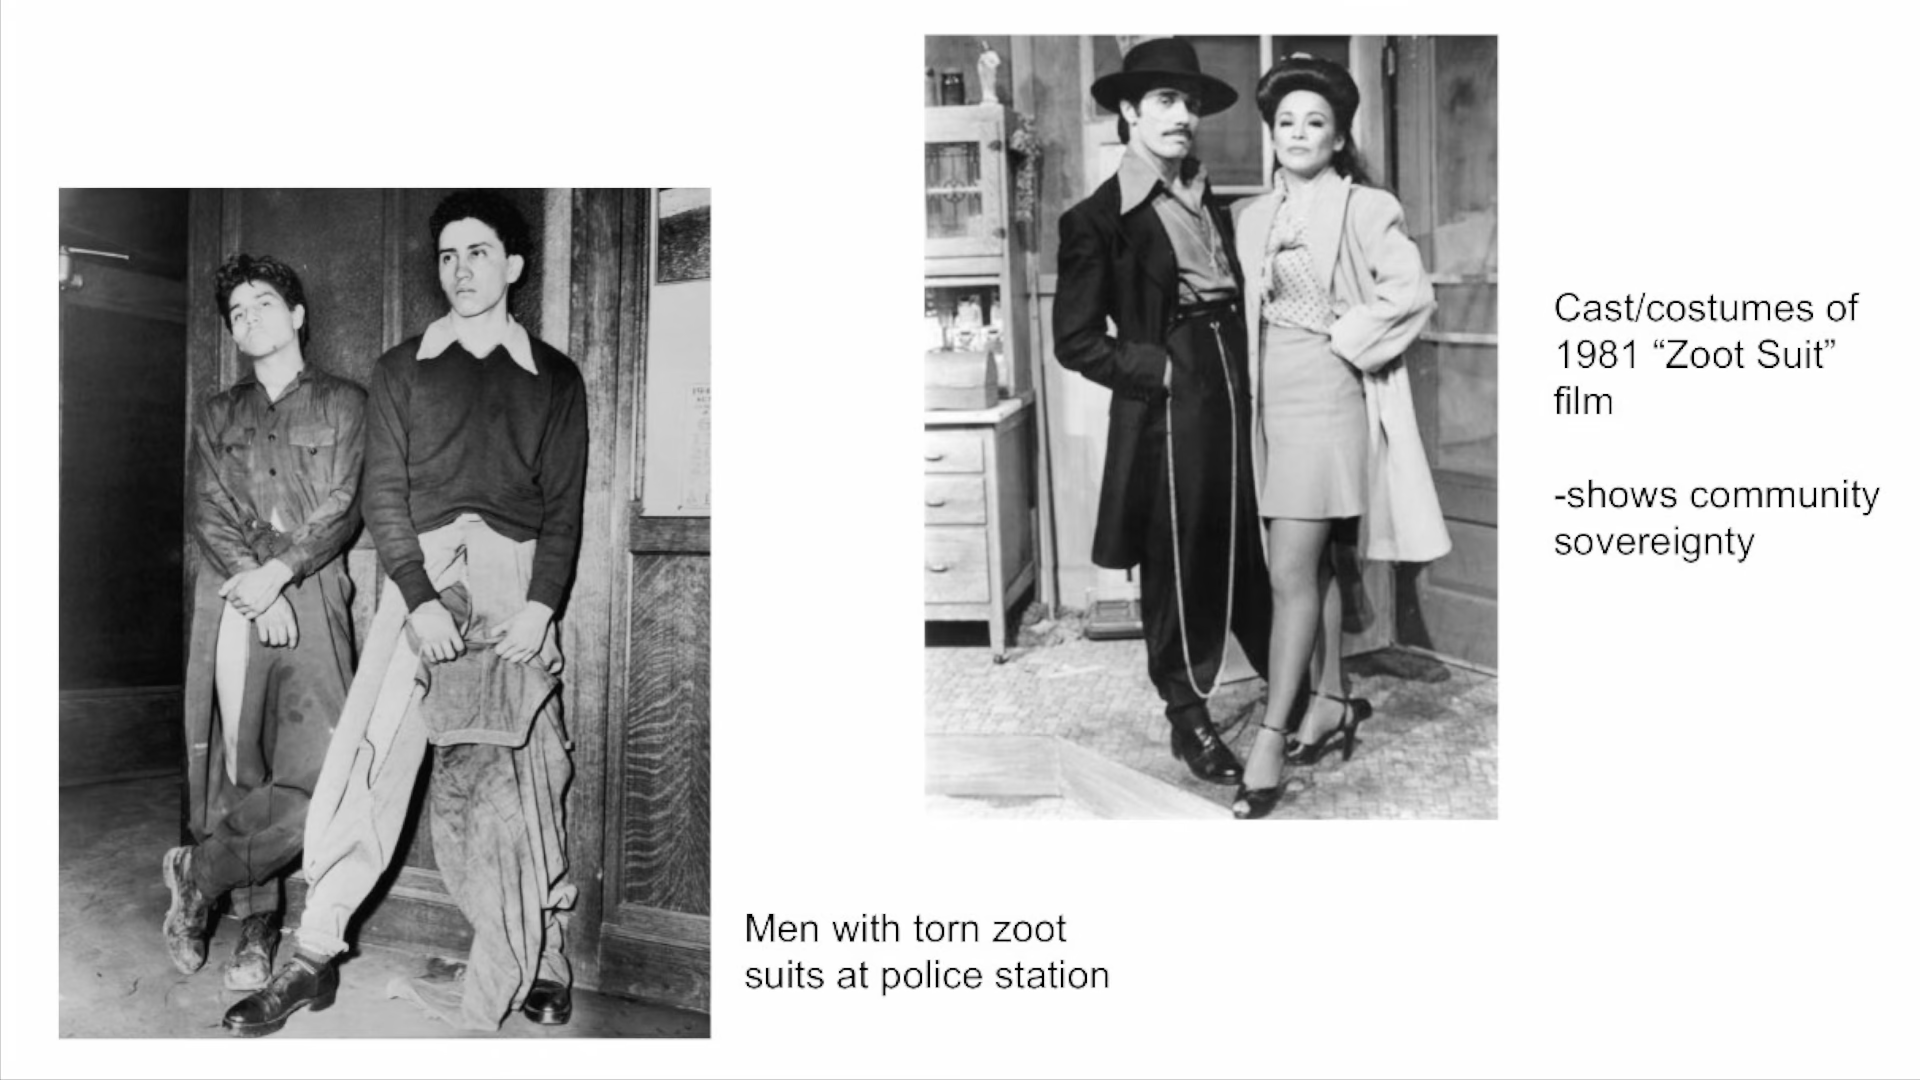 Cast/costumes of
1981 “Zoot Suit”
film
-shows community
sovereignty
Men with torn zoot
suits at police station